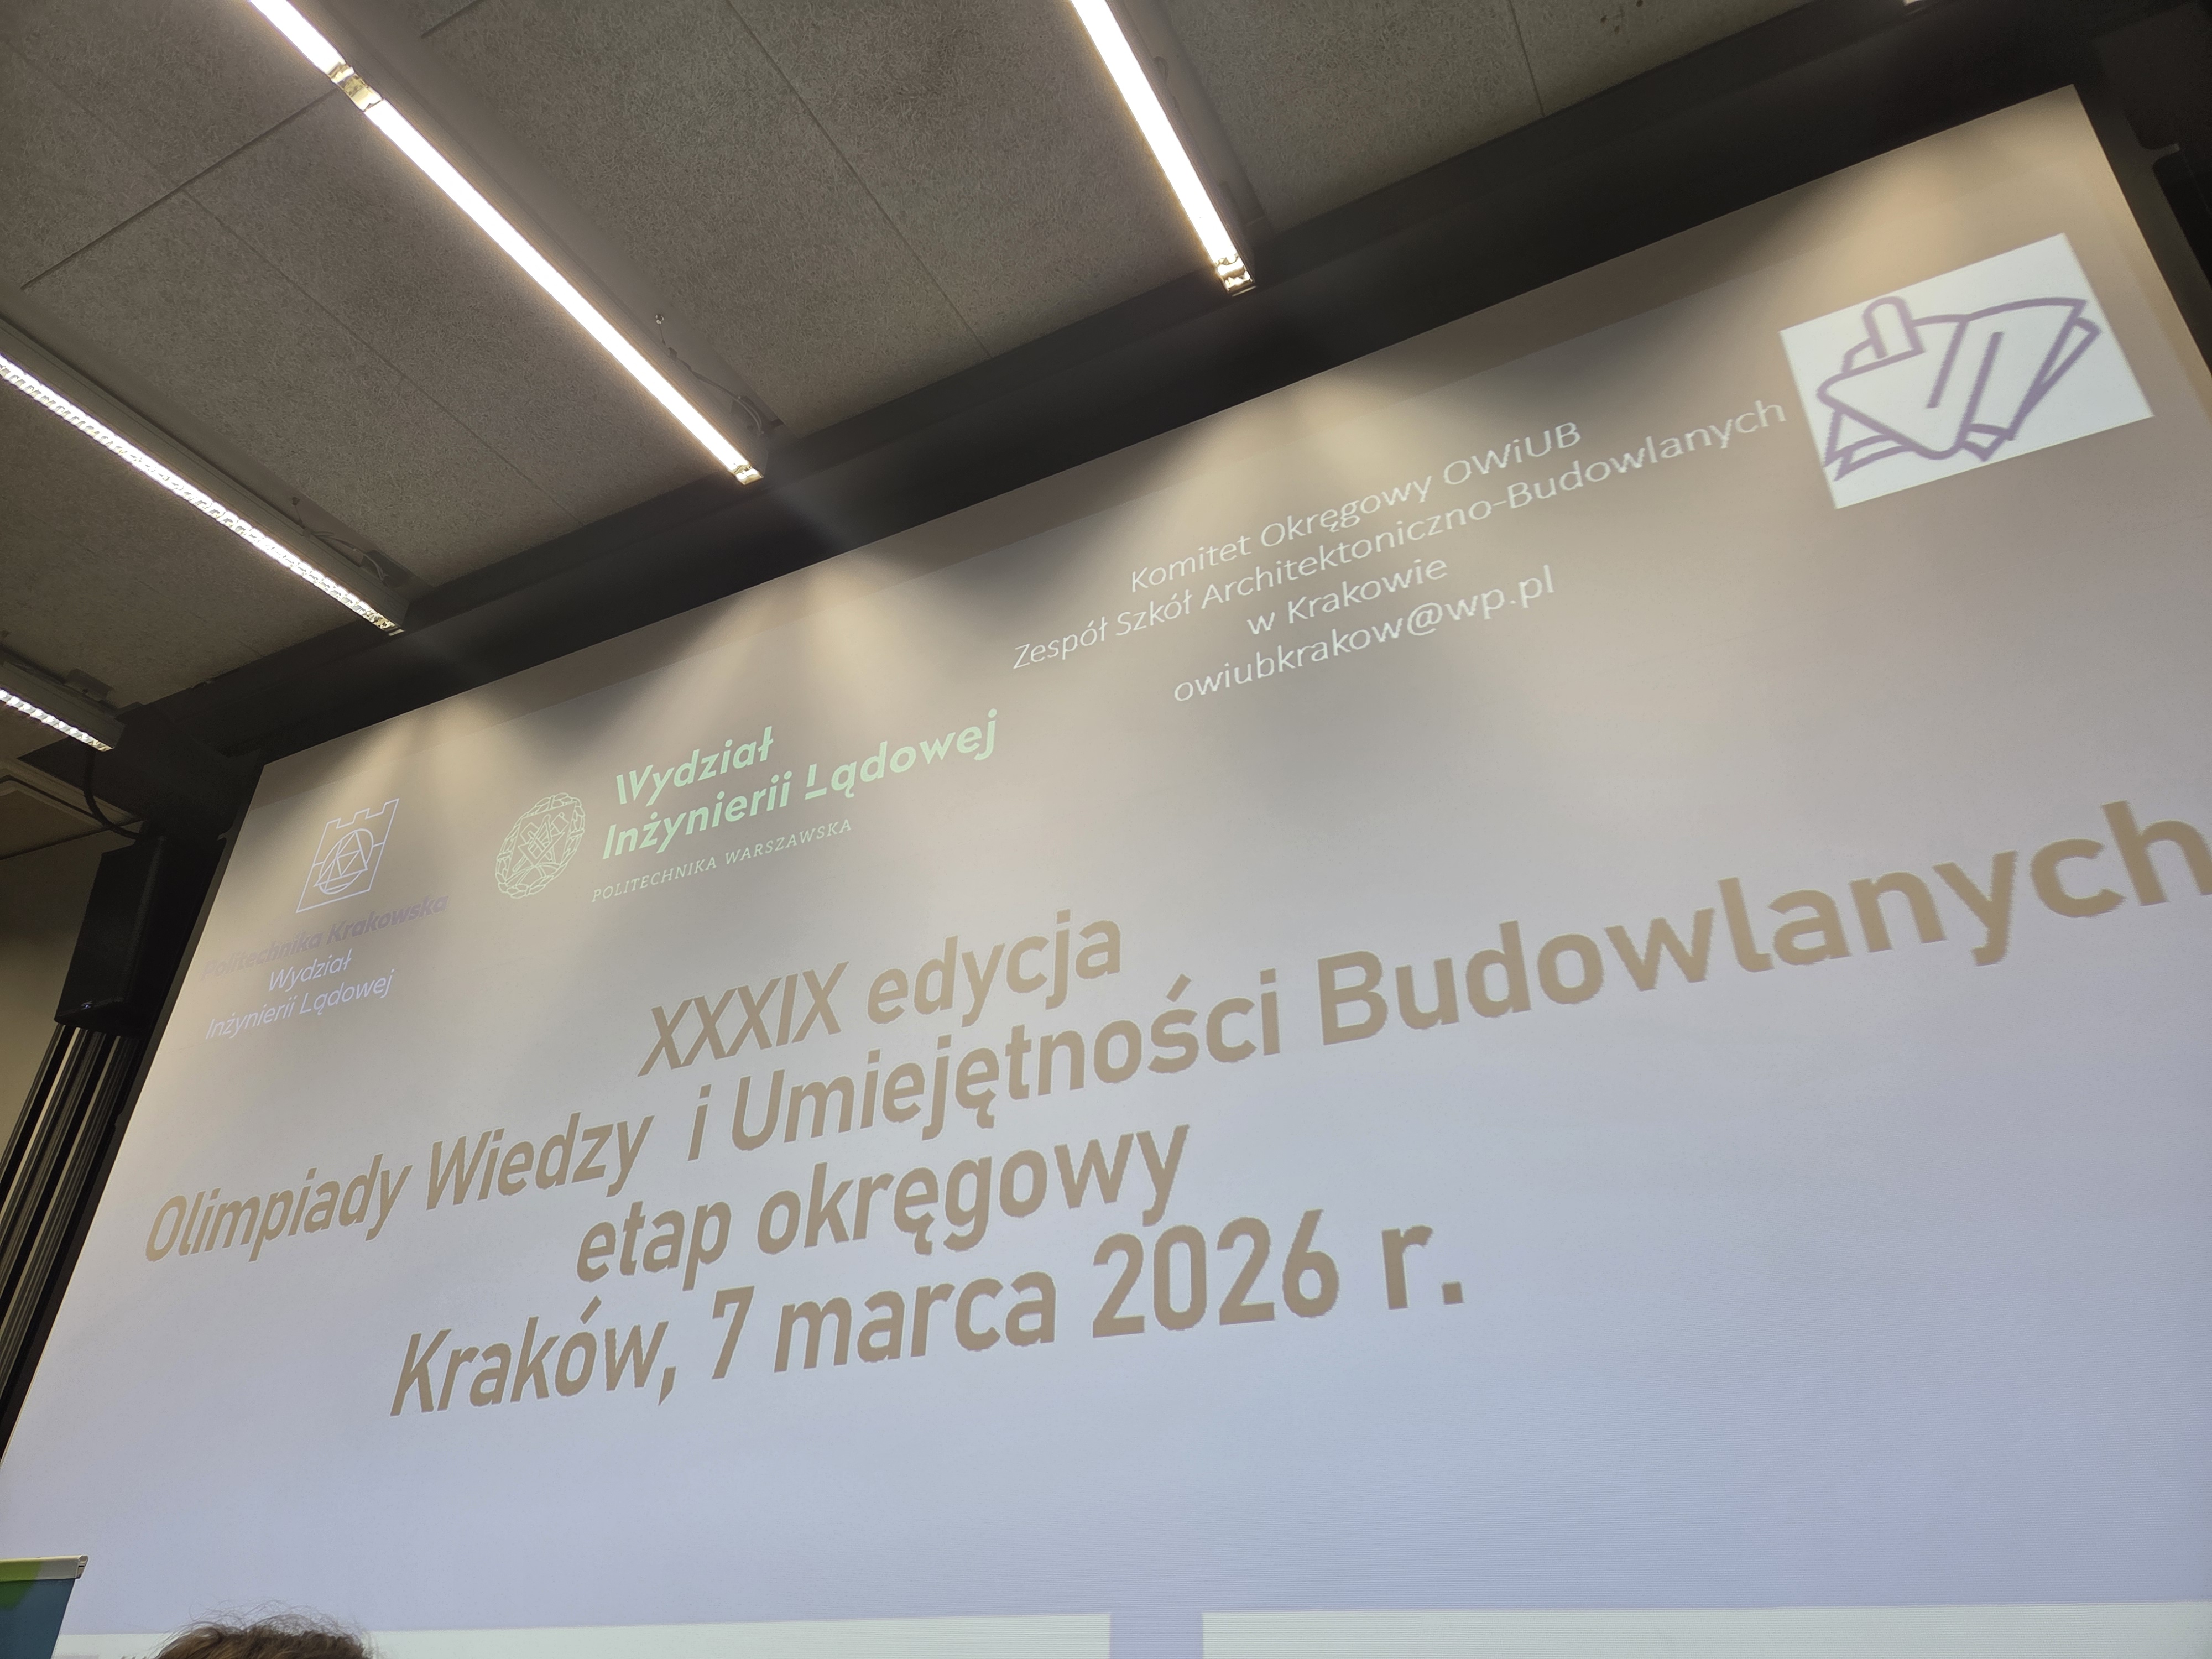 Komitet Okręgowy OWiUB
Zespół Szkół Architektoniczno-Budowlanych
w Krakowie
owiubkrakow@wp.pl
Wydział
Inżynierii Lądowej
POLITECHNIKA WARSZAWSKA
Politechnika Krakowska
Wydział
Inżynierii Lądowej
XXXIX edycja
Olimpiady Wiedzy i Umiejętności Budowlanych
etap okręgowy
Kraków, 7 marca 2026 r.